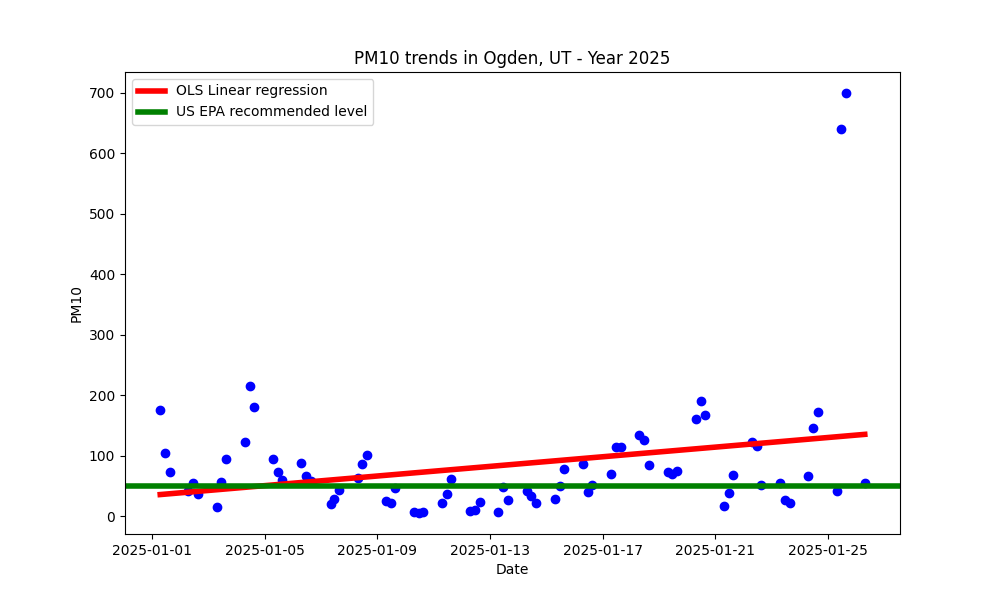 PM10 trends in Ogden, UT - Year 2025
OLS Linear regression
US EPA recommended level
700
600
500
400
300
200
100
0
PM10
2025-01-01 2025-01-05 2025-01-09 2025-01-13 2025-01-17 2025-01-21 2025-01-25
Date